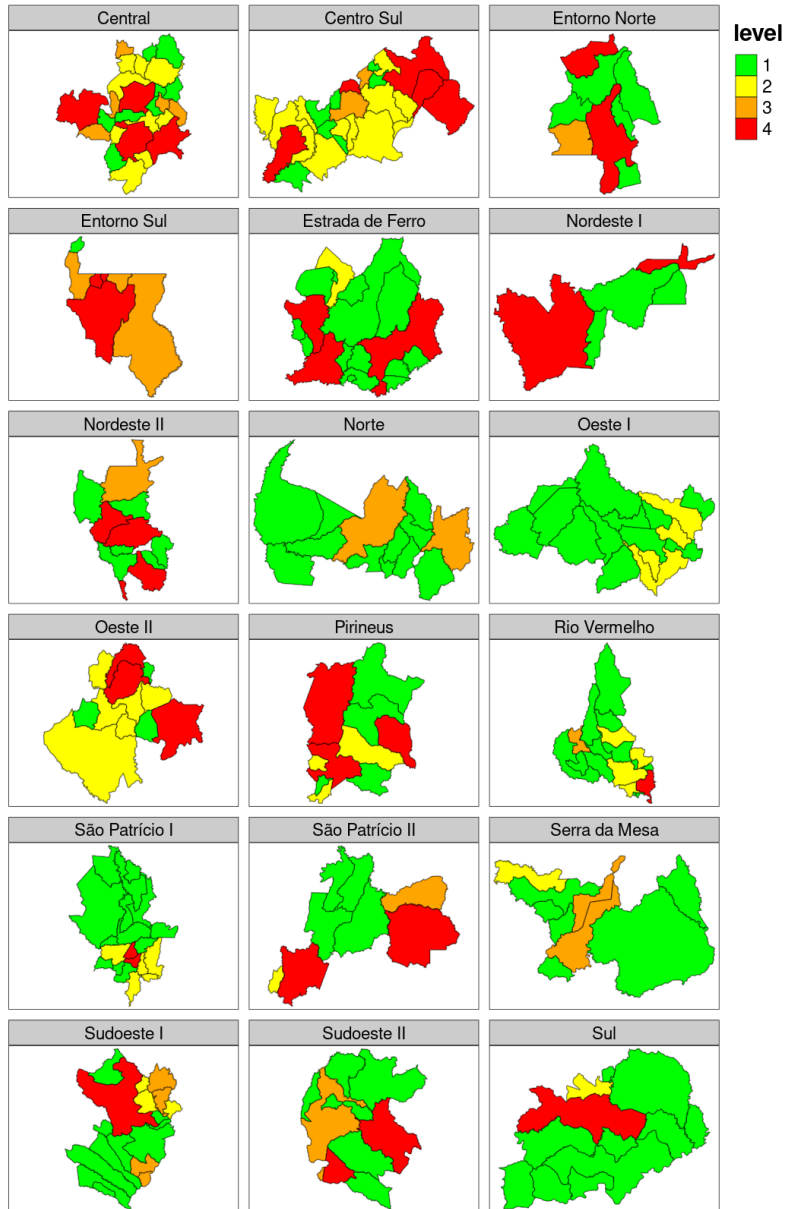 Central
Centro Sul
Entorno Norte
level
1
2
3
4
Entorno Sul
Estrada de Ferro
Nordeste I
Nordeste II
Norte
Oeste I
Oeste II
Pirineus
Rio Vermelho
São Patrício I
São Patrício II
Serra da Mesa
Sudoeste I
Sudoeste II
Sul